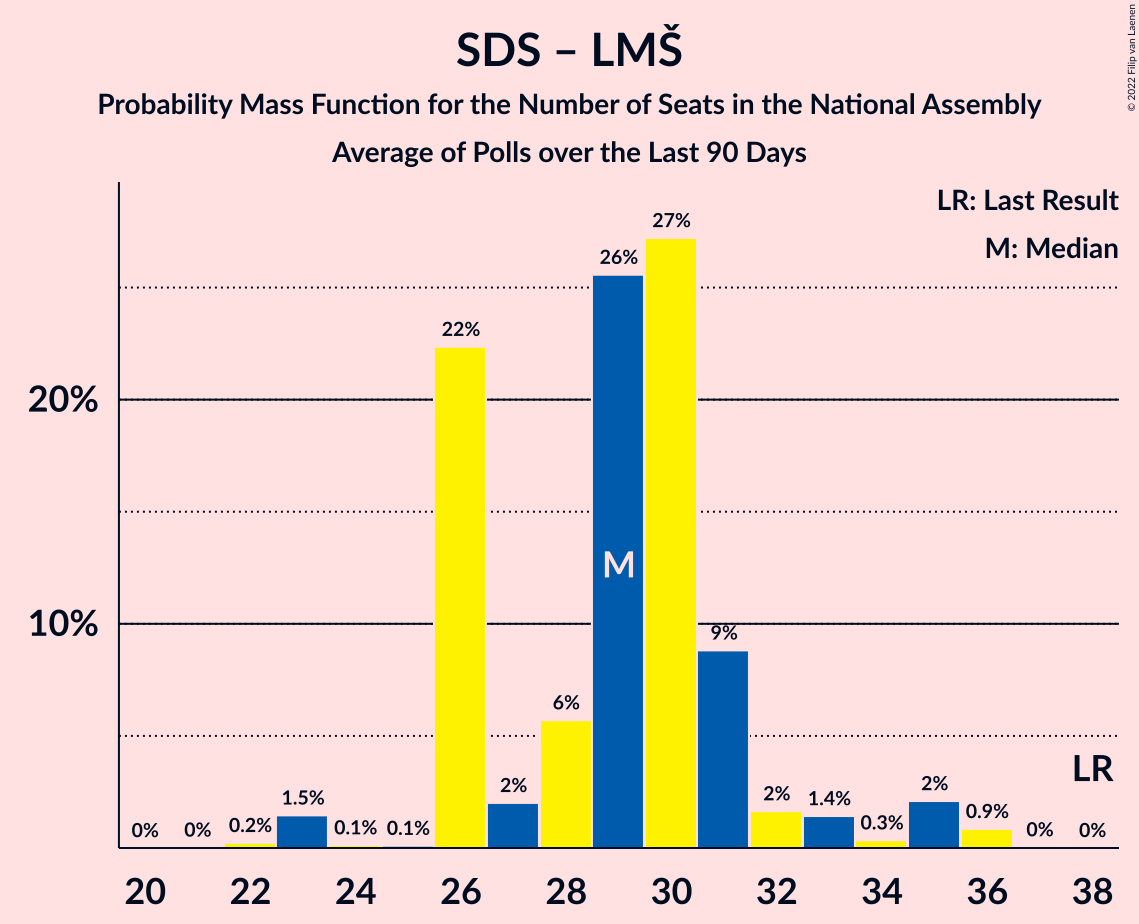 SDS – LMŠ
Probability Mass Function for the Number of Seats in the National Assembly
Average of Polls over the Last 90 Days
© 2022 Filip van Laenen
LR: Last Result
M: Median
27%
26%
22%
20%
M
10%
9%
6%
LR
2%
2%
2%
1.5%
1.4%
0.9%
0.3%
0.2%
0.1%
0.1%
0%
0%
0%
0%
20 22 24 26 28 30 32 34 36 38